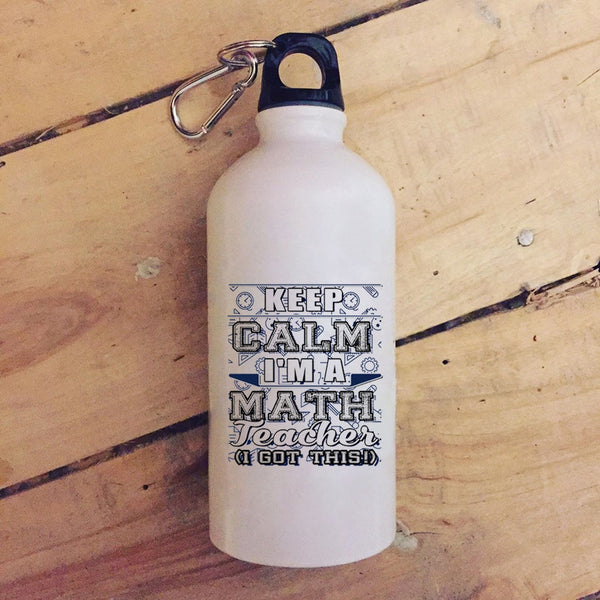 KEEP
CALM
I'M A
MATH
Teacher
(I GOT THIS!)